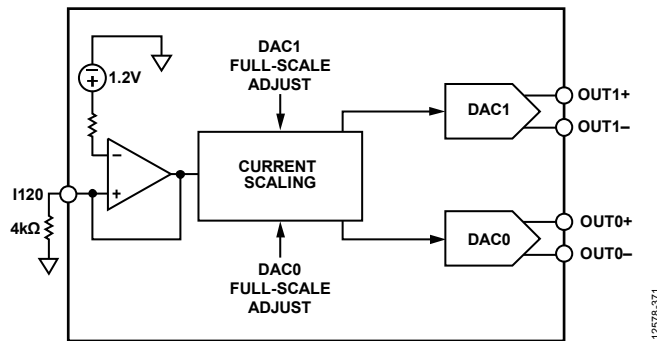 DAC1
FULL-SCALE
ADJUST
1.2V
DAC1
OUT1+
OUT1–
CURRENT
SCALING
I120
4kΩ
DAC0
OUT0+
OUT0–
DAC0
FULL-SCALE
ADJUST
12578-371